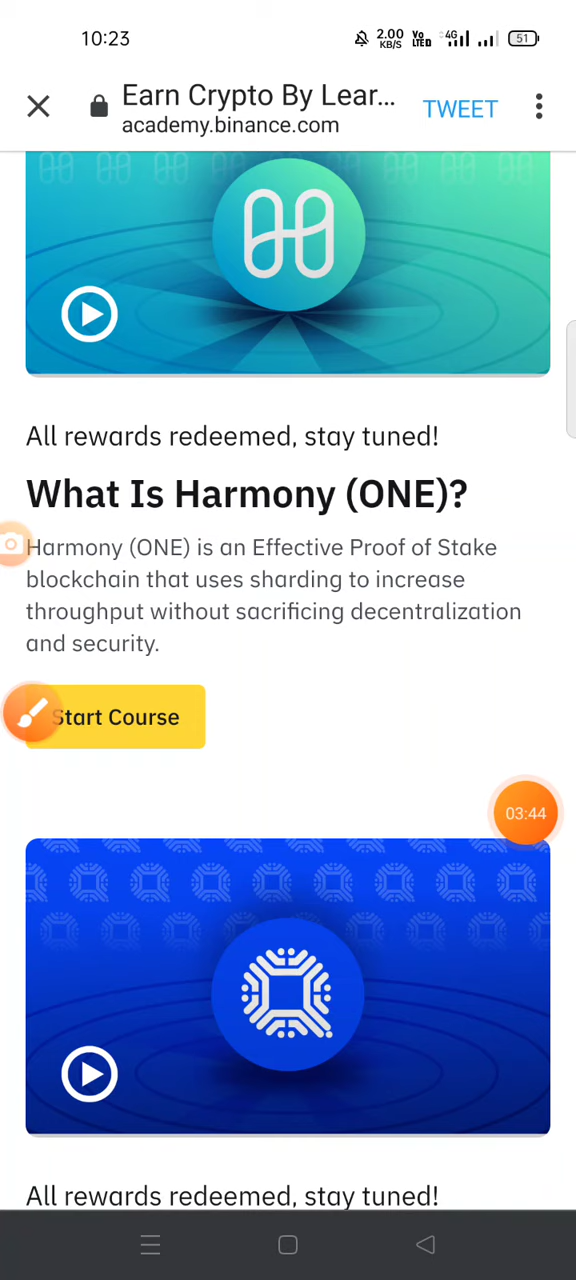 10:23
2.00
KB/S
Vo
LTED
4G
51
Earn Crypto By Lear...
academy.binance.com
TWEET
All rewards redeemed, stay tuned!
What Is Harmony (ONE)?
Harmony (ONE) is an Effective Proof of Stake
blockchain that uses sharding to increase
throughput without sacrificing decentralization
and security.
Start Course
03:44
All rewards redeemed, stay tuned!